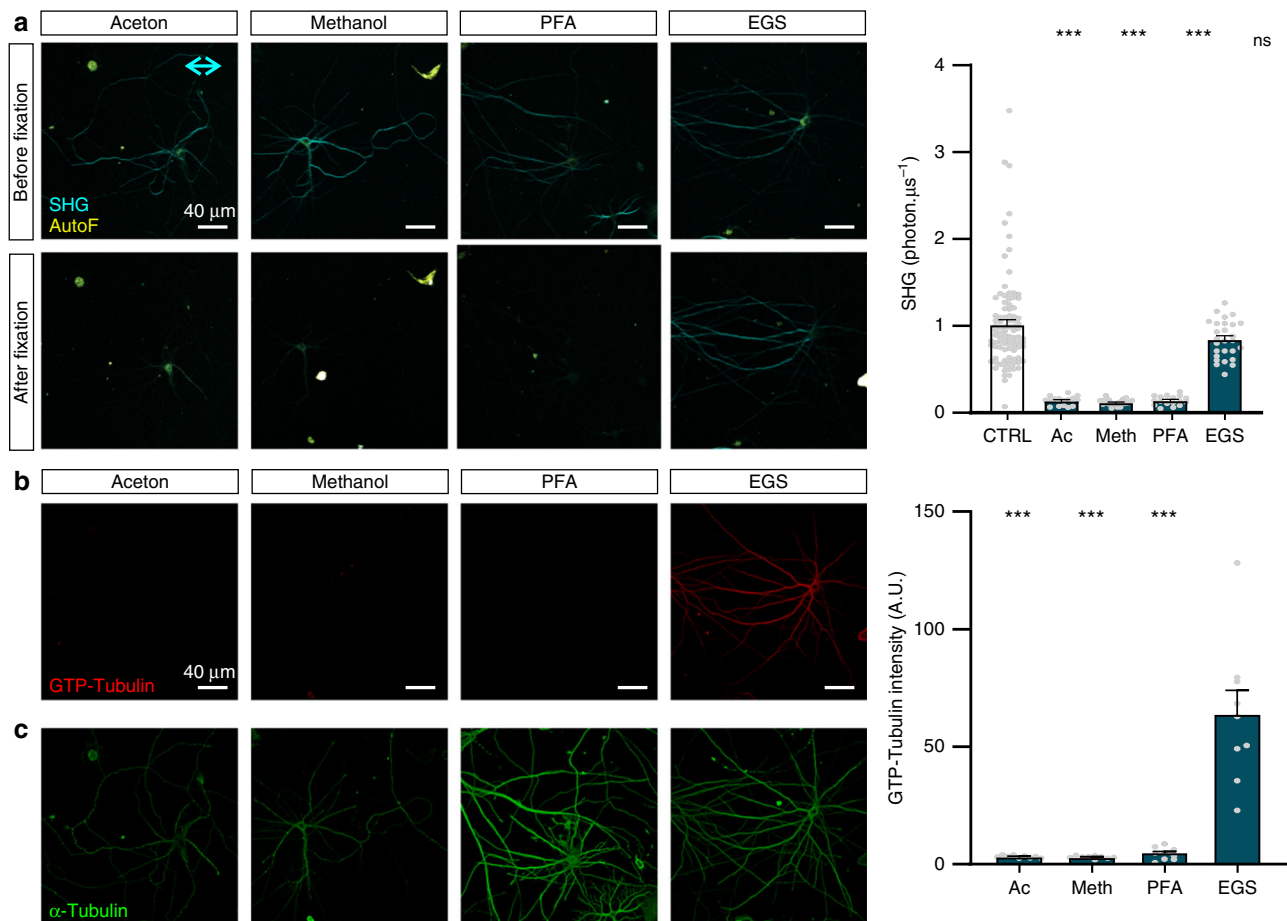 a
Aceton
Methanol
PFA
EGS
Before fixation
SHG
AutoF
40 μm
After fixation
*** *** *** ns
SHG (photon.μs⁻¹)
4
3
2
1
0
CTRL Ac Meth PFA EGS
b
Aceton
Methanol
PFA
EGS
GTP-Tubulin
40 μm
c
α-Tubulin
*** *** ***
GTP-Tubulin intensity (A.U.)
150
100
50
0
Ac Meth PFA EGS